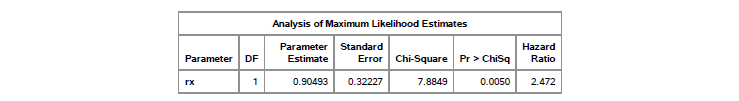 Analysis of Maximum Likelihood Estimates
Parameter DF Parameter Estimate Standard Error Chi-Square Pr > ChiSq Hazard Ratio
rx 1 0.90493 0.32227 7.8849 0.0050 2.472